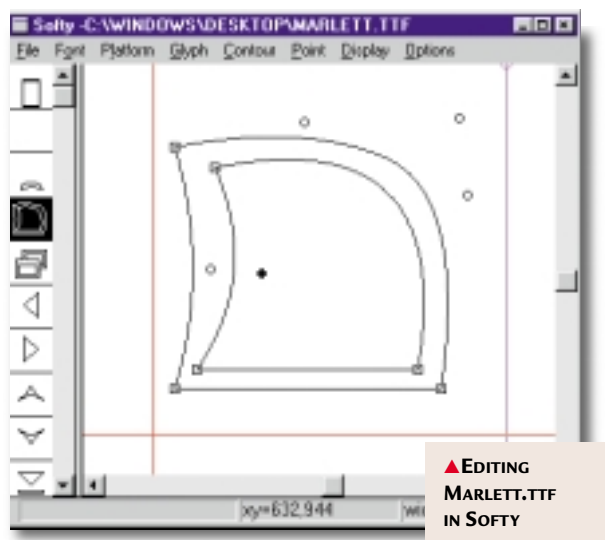 Softy -C:\WINDOWS\DESKTOP\MARLETT.TTF
File Font Platform Glyph Contour Point Display Options
xy=632,944
▲EDITING
MARLETT.TTF
IN SOFTY